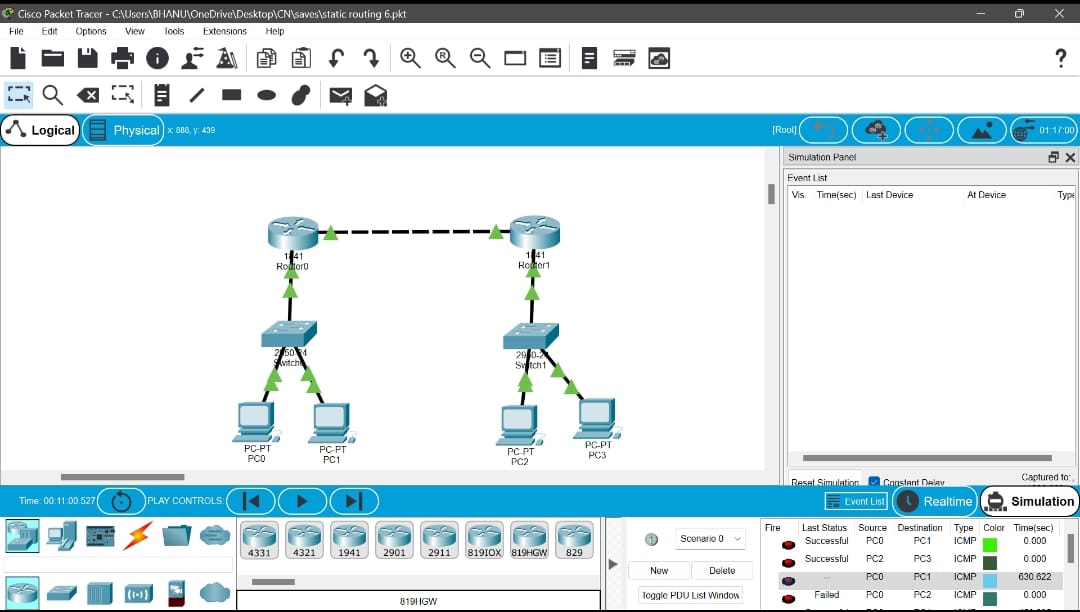 Cisco Packet Tracer - C:\Users\BHANU\OneDrive\Desktop\CN\saves\static routing 6.pkt
File Edit Options View Tools Extensions Help
Logical Physical x: 888, y: 439 [Root] 01:17:00
Simulation Panel
Event List
Vis. Time(sec) Last Device At Device Type
1841
Router0
1841
Router1
2950-24
Switch0
2950-24
Switch1
PC-PT
PC0
PC-PT
PC1
PC-PT
PC2
PC-PT
PC3
Reset Simulation Constant Delay Captured to:
Time: 00:11:00.527 PLAY CONTROLS: Event List Realtime Simulation
4331 4321 1941 2901 2911 819IOX 819HGW 829
819HGW
Scenario 0
New Delete
Toggle PDU List Window
Fire Last Status Source Destination Type Color Time(sec)
Successful PC0 PC1 ICMP 0.000
Successful PC2 PC3 ICMP 0.000
-- PC0 PC1 ICMP 630.622
Failed PC0 PC2 ICMP 0.000